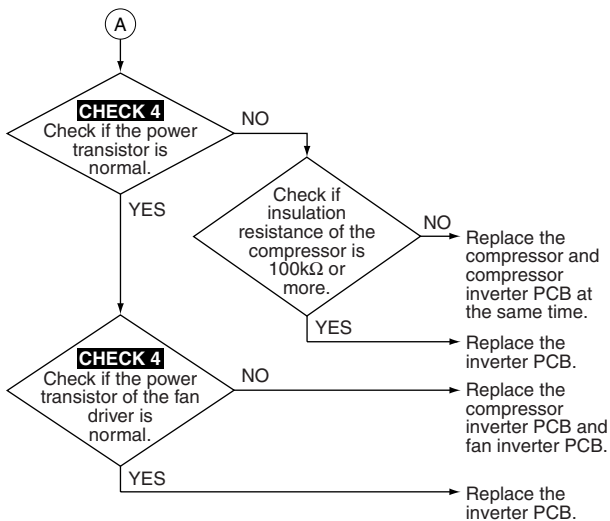 A
CHECK 4
Check if the power
transistor is
normal.
NO
YES
Check if
insulation
resistance of the
compressor is
100kΩ or
more.
NO
Replace the
compressor and
compressor
inverter PCB at
the same time.
YES
Replace the
inverter PCB.
CHECK 4
Check if the power
transistor of the fan
driver is
normal.
NO
Replace the
compressor
inverter PCB and
fan inverter PCB.
YES
Replace the
inverter PCB.